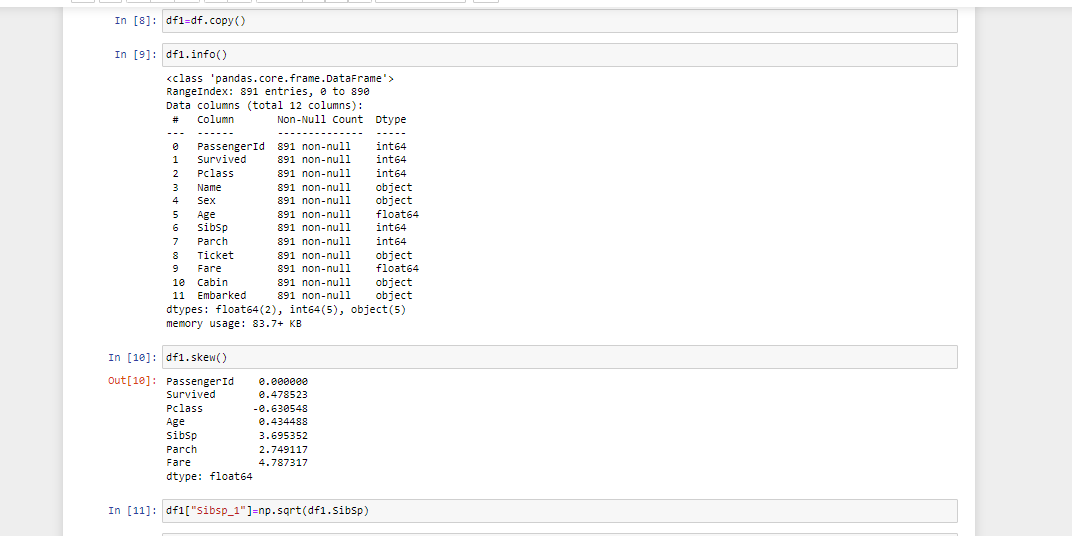 In [8]: df1=df.copy()
In [9]: df1.info()
<class 'pandas.core.frame.DataFrame'>
RangeIndex: 891 entries, 0 to 890
Data columns (total 12 columns):
 #   Column       Non-Null Count  Dtype
---  ------       --------------  -----
 0   PassengerId  891 non-null    int64
 1   Survived     891 non-null    int64
 2   Pclass       891 non-null    int64
 3   Name         891 non-null    object
 4   Sex          891 non-null    object
 5   Age          891 non-null    float64
 6   SibSp        891 non-null    int64
 7   Parch        891 non-null    int64
 8   Ticket       891 non-null    object
 9   Fare         891 non-null    float64
 10  Cabin        891 non-null    object
 11  Embarked     891 non-null    object
dtypes: float64(2), int64(5), object(5)
memory usage: 83.7+ KB
In [10]: df1.skew()
Out[10]: PassengerId    0.000000
Survived       0.478523
Pclass        -0.630548
Age            0.434488
SibSp          3.695352
Parch          2.749117
Fare           4.787317
dtype: float64
In [11]: df1["Sibsp_1"]=np.sqrt(df1.SibSp)